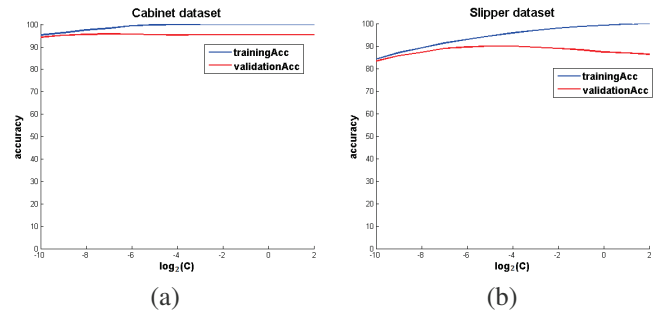 Cabinet dataset
100
90
80
70
60
50
40
30
20
10
0
accuracy
trainingAcc
validationAcc
-10 -8 -6 -4 -2 0 2
log₂(C)
(a)
Slipper dataset
100
90
80
70
60
50
40
30
20
10
0
accuracy
trainingAcc
validationAcc
-10 -8 -6 -4 -2 0 2
log₂(C)
(b)